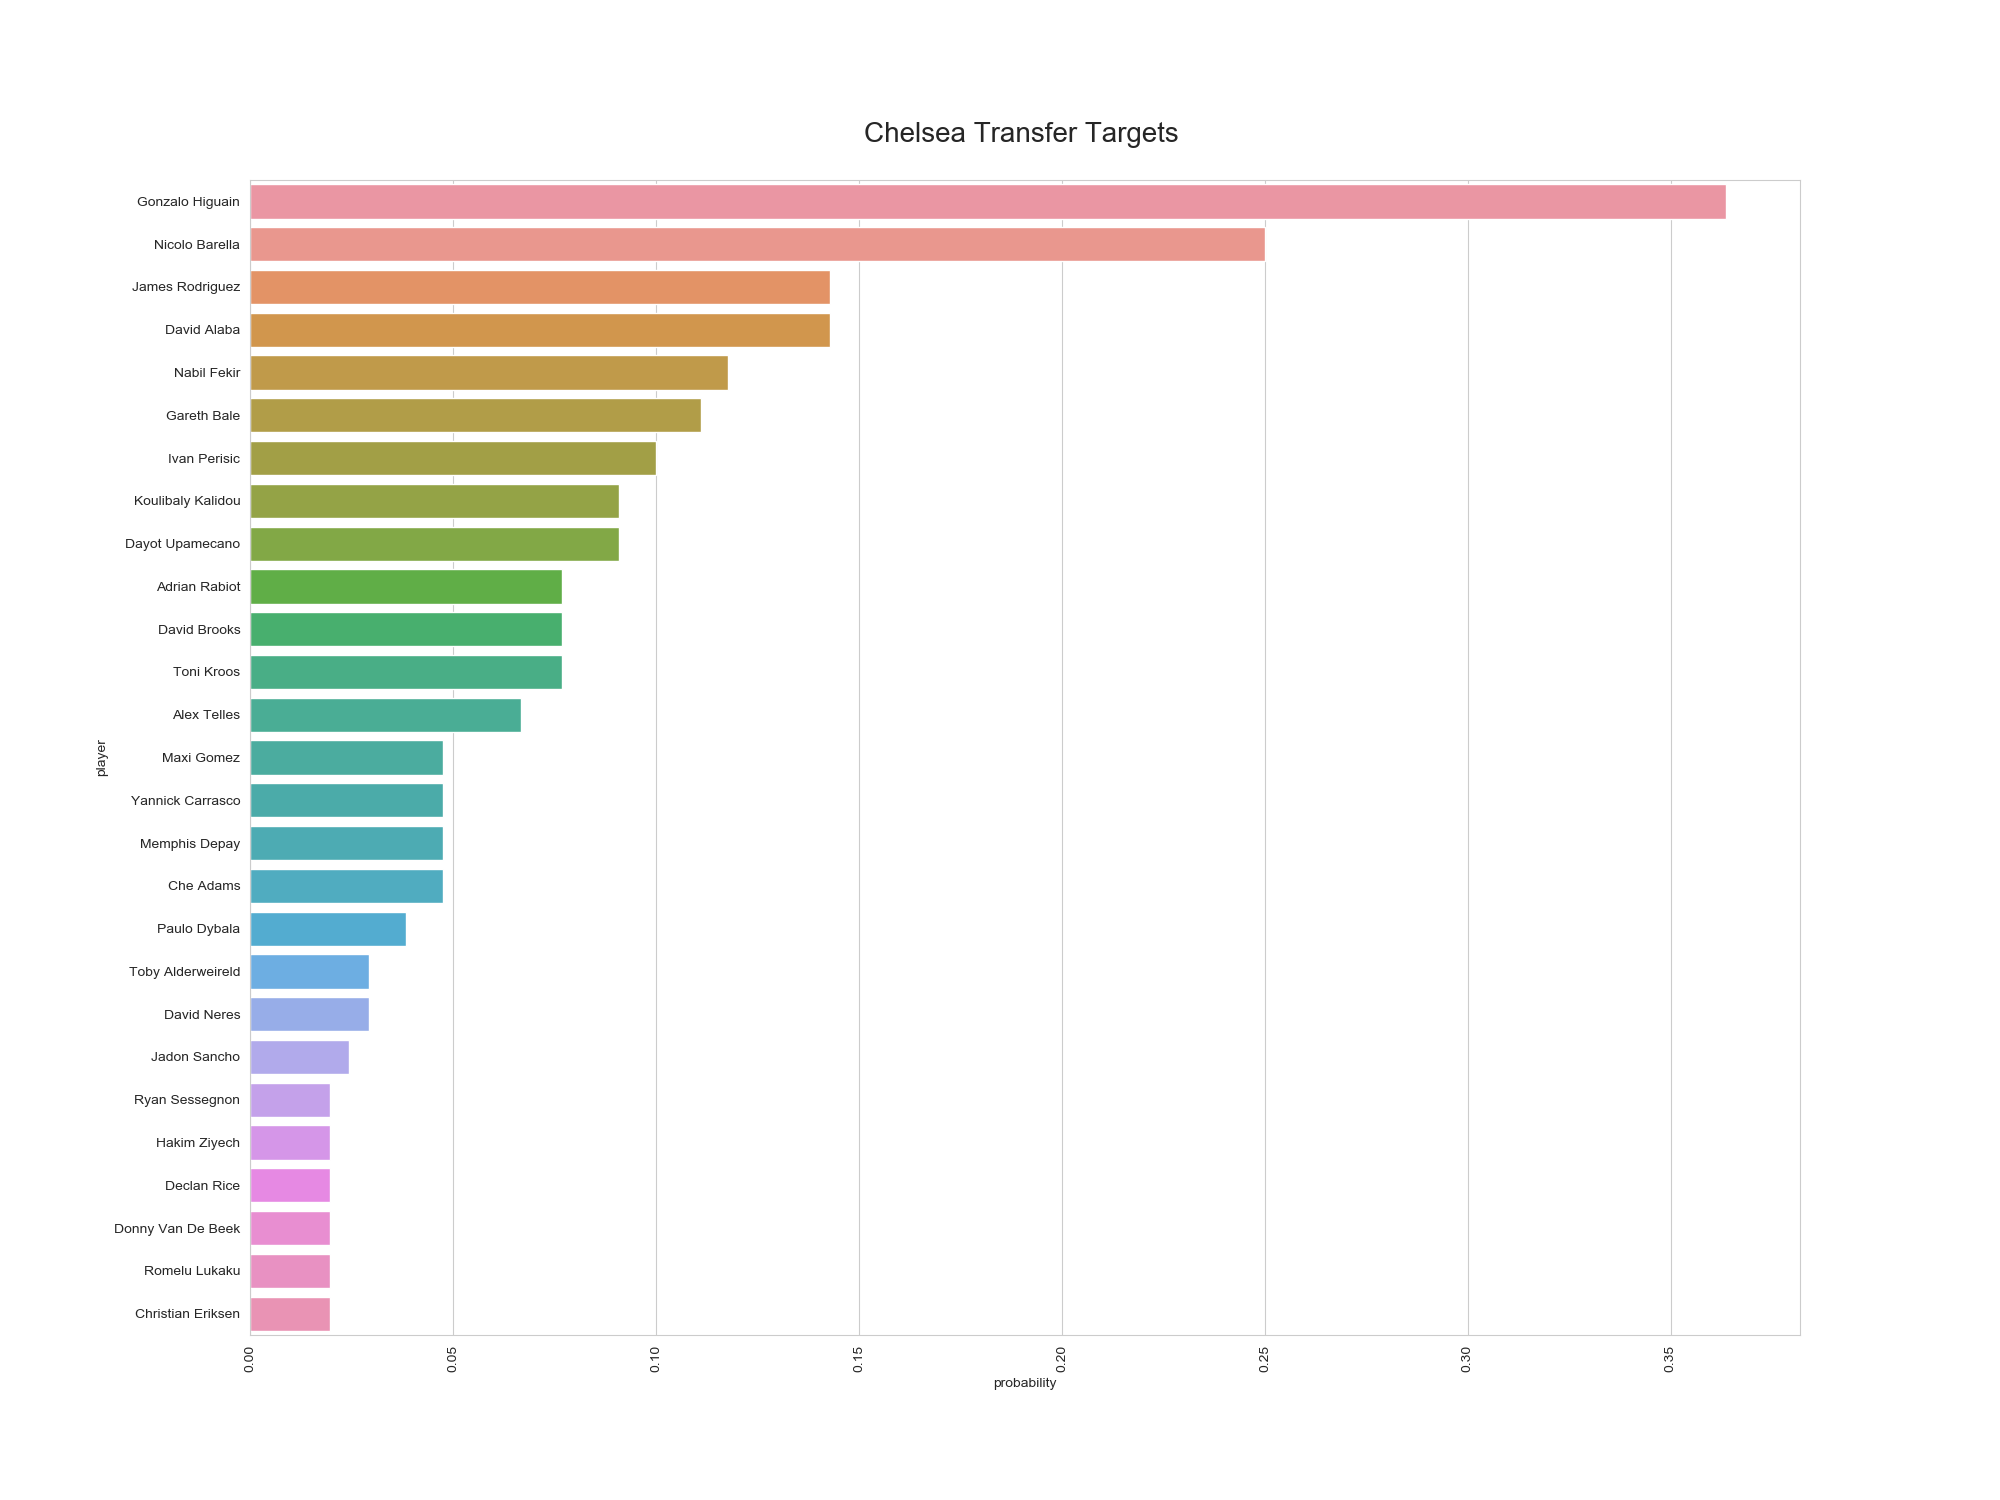 Chelsea Transfer Targets
Gonzalo Higuain
Nicolo Barella
James Rodriguez
David Alaba
Nabil Fekir
Gareth Bale
Ivan Perisic
Koulibaly Kalidou
Dayot Upamecano
Adrian Rabiot
David Brooks
Toni Kroos
Alex Telles
Maxi Gomez
Yannick Carrasco
Memphis Depay
Che Adams
Paulo Dybala
Toby Alderweireld
David Neres
Jadon Sancho
Ryan Sessegnon
Hakim Ziyech
Declan Rice
Donny Van De Beek
Romelu Lukaku
Christian Eriksen
player
0.00
0.05
0.10
0.15
0.20
0.25
0.30
0.35
probability